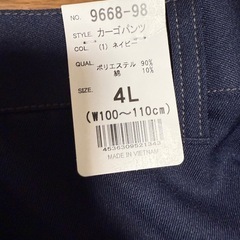 NO. 9668-98
STYLE. カーゴパンツ
COL. (1) ネイビー
QUAL. ポリエステル 90%
綿 10%
SIZE. 4L
(W100～110cm)
4536309521342
MADE IN VIETNAM